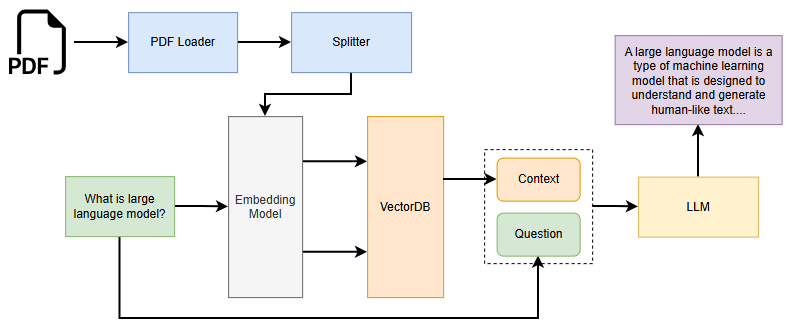 PDF
PDF Loader
Splitter
A large language model is a
type of machine learning
model that is designed to
understand and generate
human-like text....
What is large
language model?
Embedding
Model
VectorDB
Context
Question
LLM